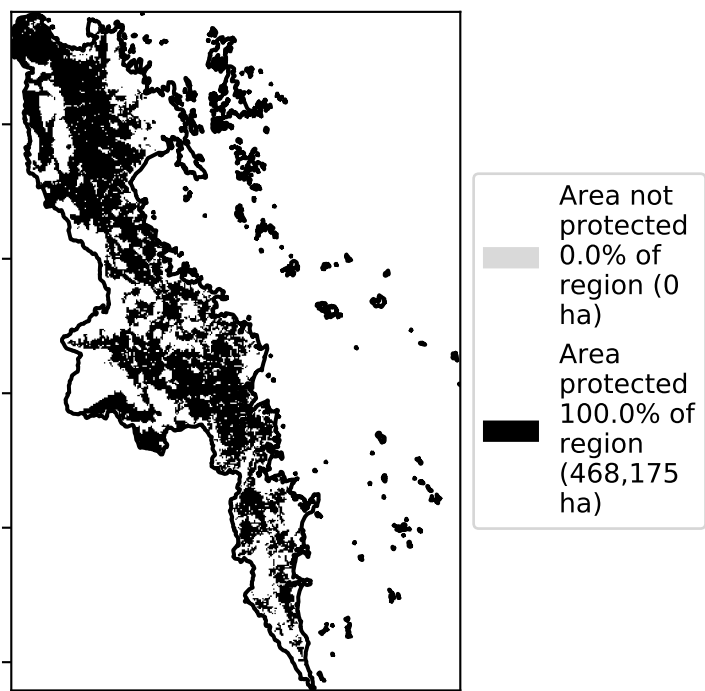 Area not
protected
0.0% of
region (0
ha)
Area
protected
100.0% of
region
(468,175
ha)